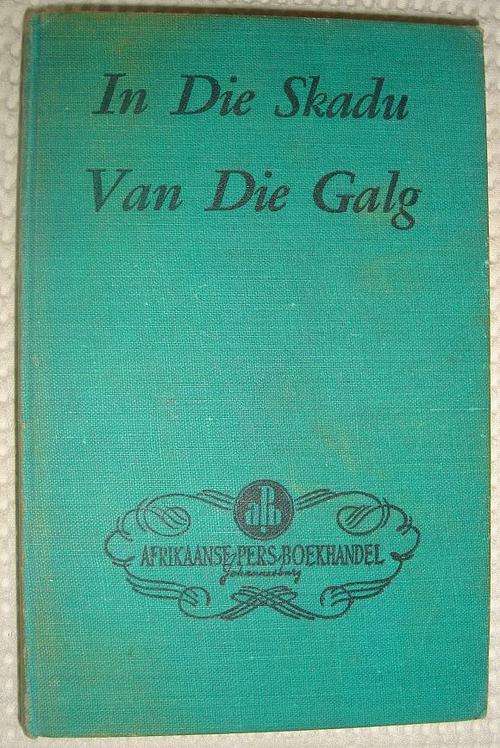 In Die Skadu
Van Die Galg
APB
AFRIKAANSE PERS BOEKHANDEL
Johannesburg